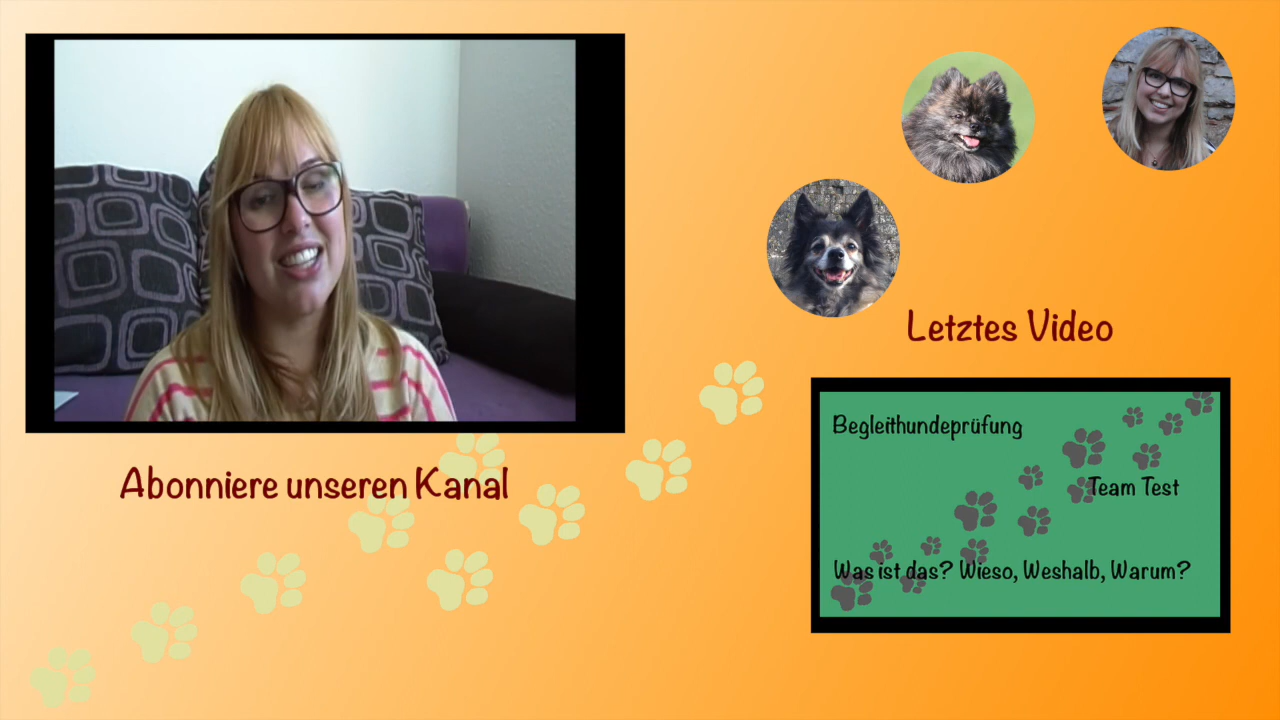 Letztes Video
Begleithundeprüfung
Team Test
Was ist das? Wieso, Weshalb, Warum?
Abonniere unseren Kanal